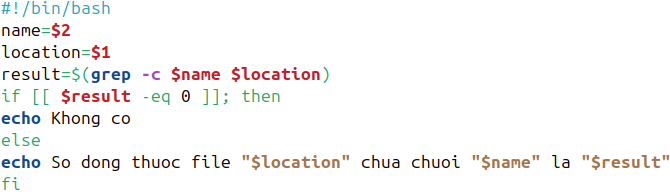 #!/bin/bash
name=$2
location=$1
result=$(grep -c $name $location)
if [[ $result -eq 0 ]]; then
echo Khong co
else
echo So dong thuoc file "$location" chua chuoi "$name" la "$result"
fi